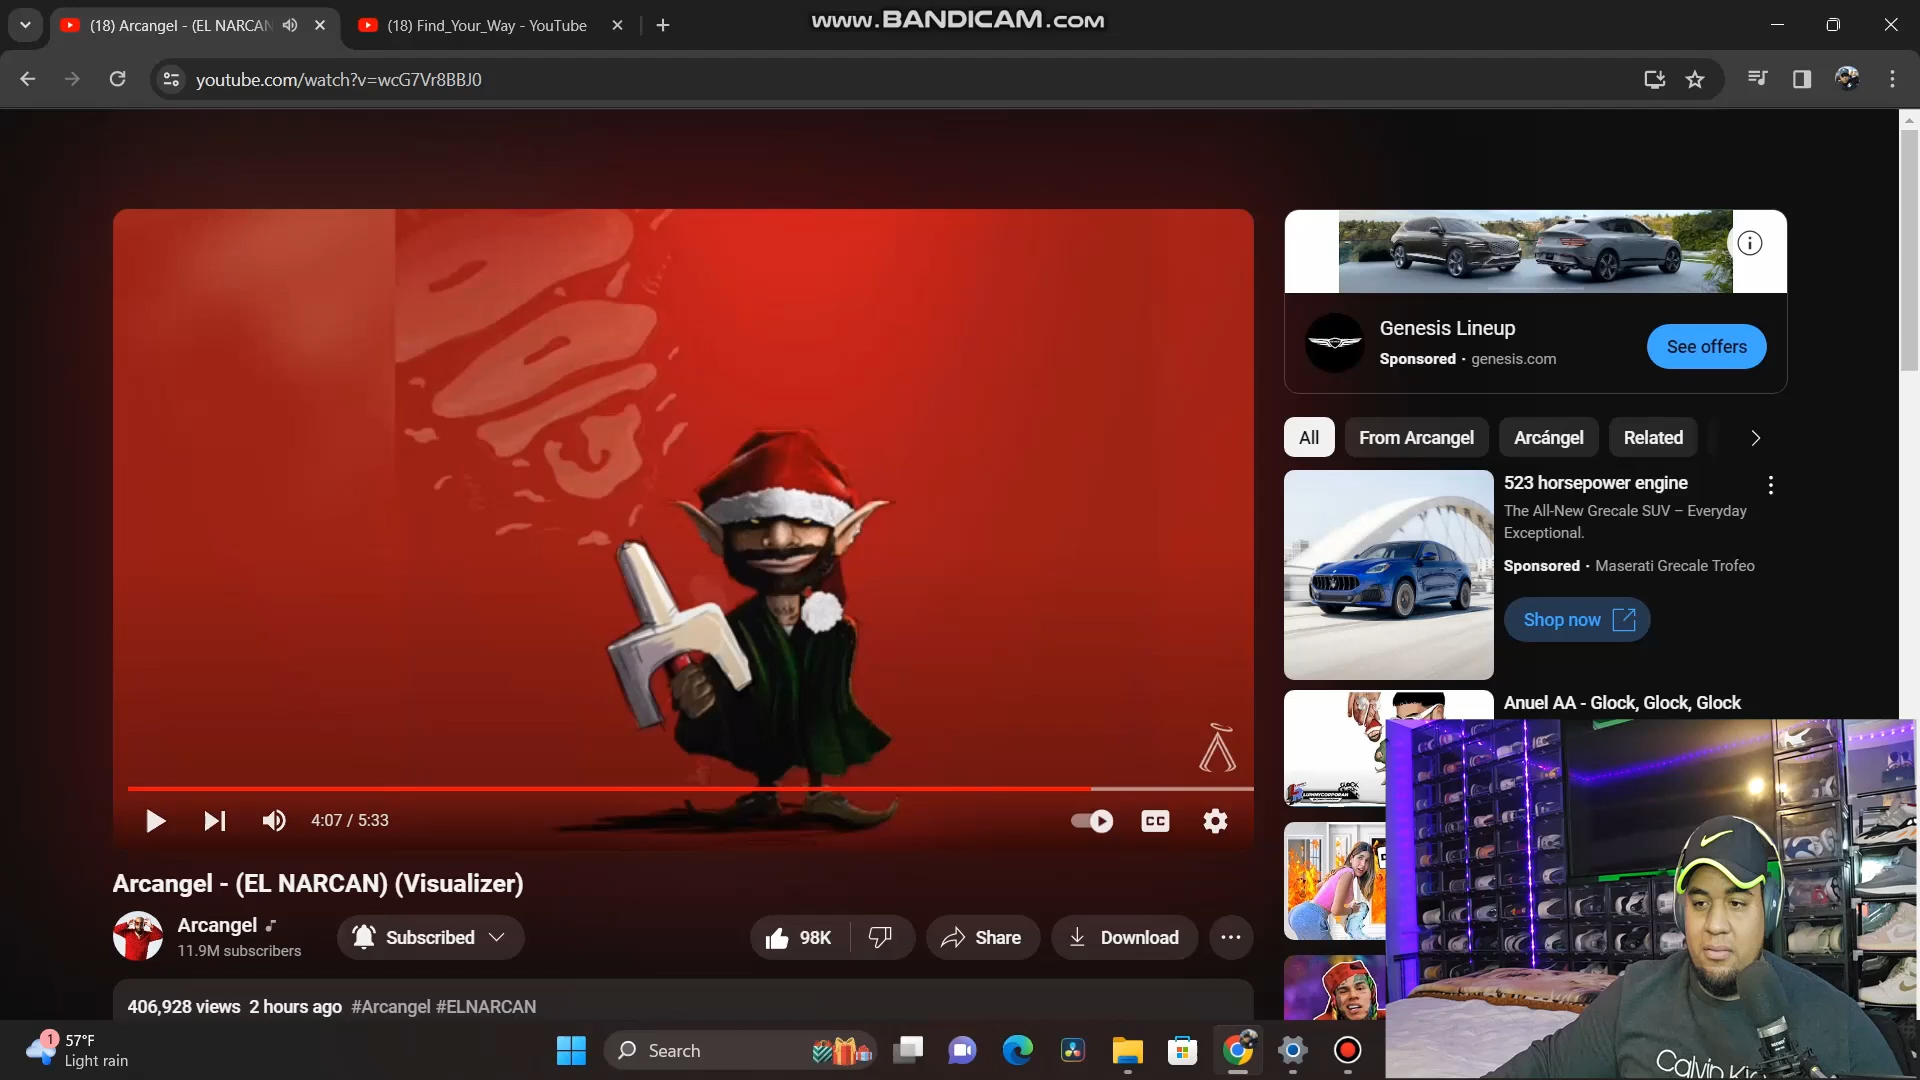 (18) Arcangel - (EL NARCAN
(18) Find_Your_Way - YouTube
www.BANDICAM.com
youtube.com/watch?v=wcG7Vr8BBJ0
Genesis Lineup
Sponsored · genesis.com
See offers
All
From Arcangel
Arcángel
Related
523 horsepower engine
The All-New Grecale SUV – Everyday
Exceptional.
Sponsored · Maserati Grecale Trofeo
Shop now
Anuel AA - Glock, Glock, Glock
4:07 / 5:33
CC
Arcangel - (EL NARCAN) (Visualizer)
Arcangel
11.9M subscribers
Subscribed
98K
Share
Download
406,928 views 2 hours ago #Arcangel #ELNARCAN
1
57°F
Light rain
Search
Calvin